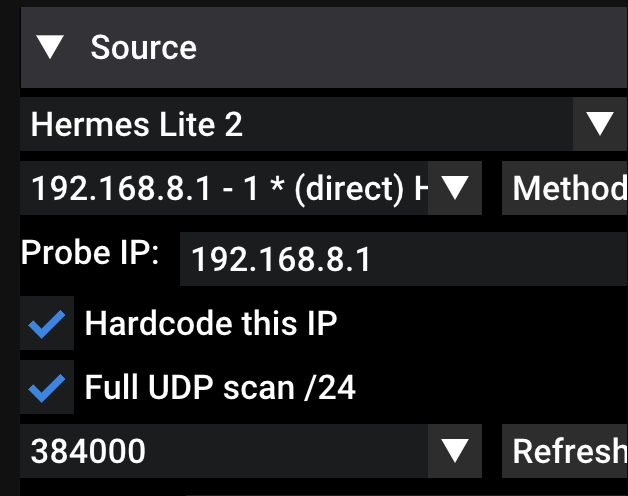 Source
Hermes Lite 2
192.168.8.1 - 1 * (direct)
Method
Probe IP: 192.168.8.1
Hardcode this IP
Full UDP scan /24
384000
Refresh